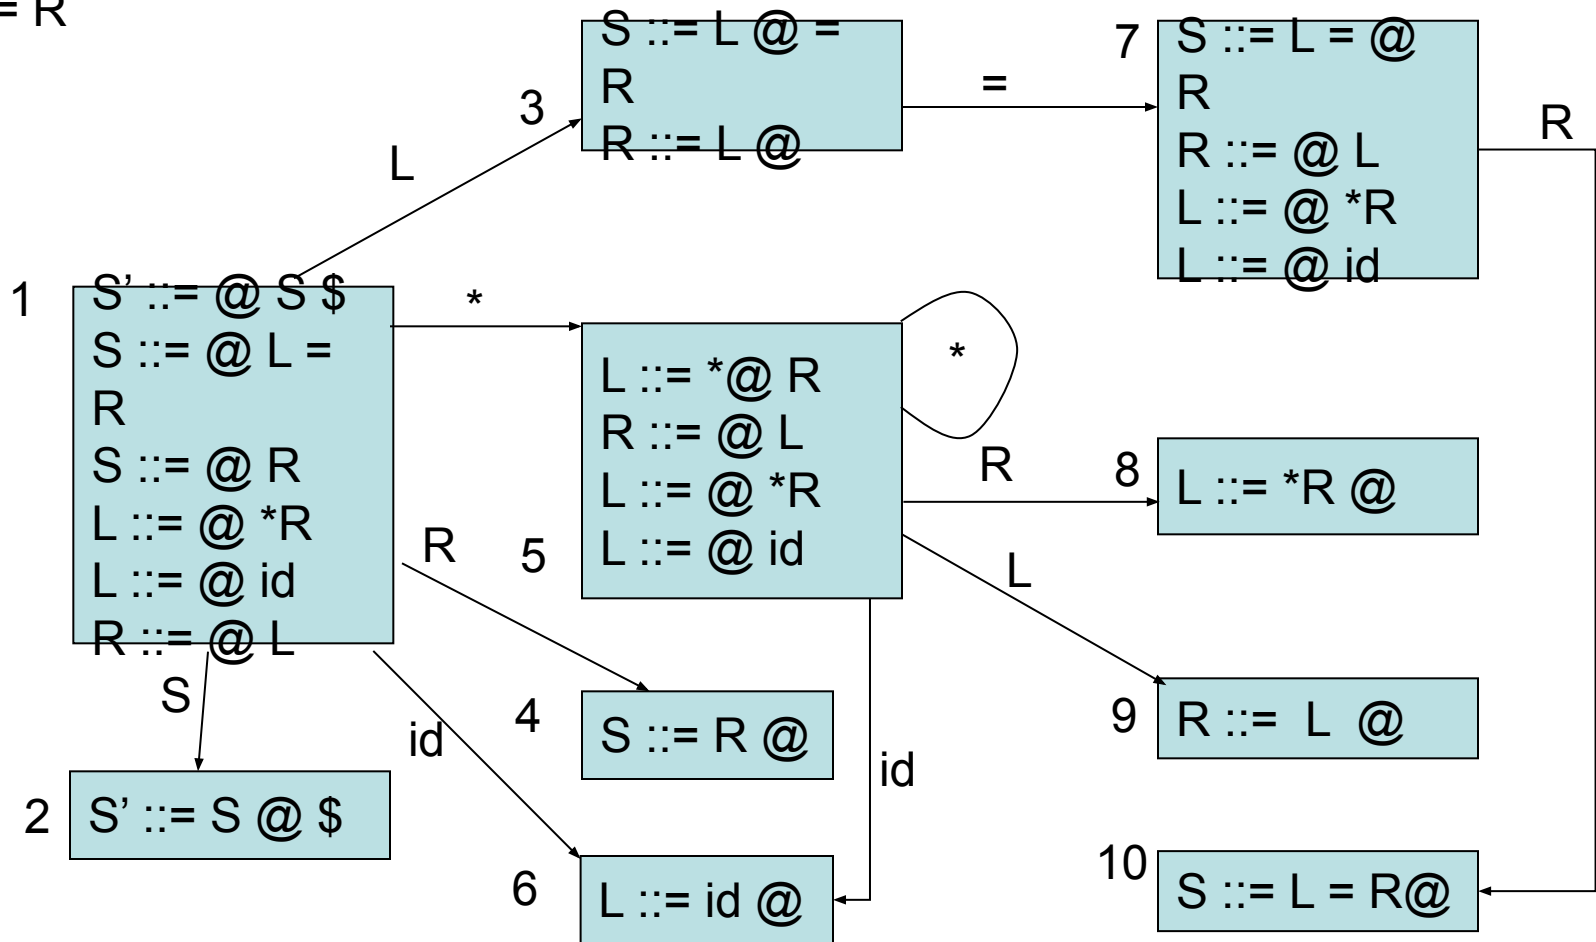 = R
S ::= L @ =
R
R ::= L @
3
=
7
S ::= L = @
R
R ::= @ L
L ::= @ *R
L ::= @ id
R
L
1
S’ ::= @ S $
S ::= @ L =
R
S ::= @ R
L ::= @ *R
L ::= @ id
R ::= @ L
*
L ::= *@ R
R ::= @ L
L ::= @ *R
L ::= @ id
5
*
R
8
L ::= *R @
R
L
S
4
S ::= R @
9
R ::= L @
id
id
2
S’ ::= S @ $
6
L ::= id @
10
S ::= L = R@